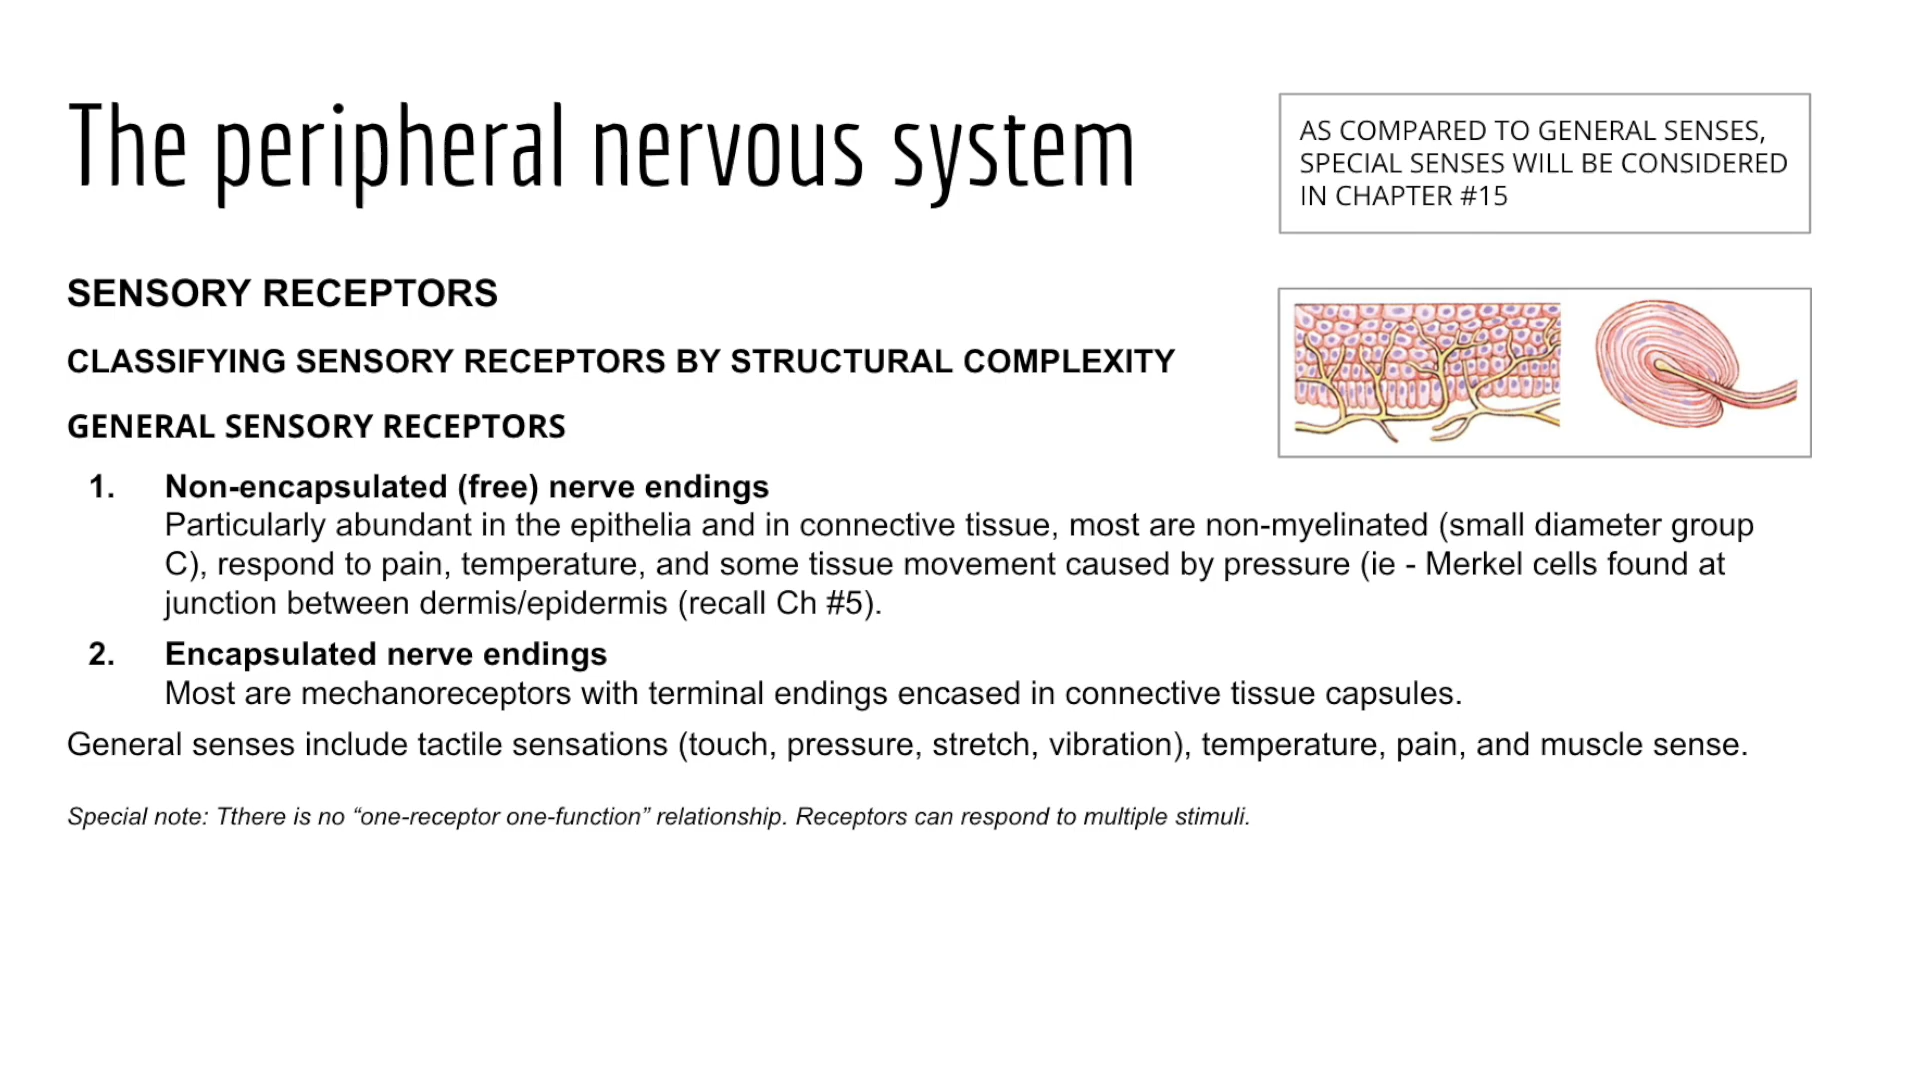 The peripheral nervous system
AS COMPARED TO GENERAL SENSES,
SPECIAL SENSES WILL BE CONSIDERED
IN CHAPTER #15
SENSORY RECEPTORS
CLASSIFYING SENSORY RECEPTORS BY STRUCTURAL COMPLEXITY
GENERAL SENSORY RECEPTORS
1. Non-encapsulated (free) nerve endings
Particularly abundant in the epithelia and in connective tissue, most are non-myelinated (small diameter group
C), respond to pain, temperature, and some tissue movement caused by pressure (ie - Merkel cells found at
junction between dermis/epidermis (recall Ch #5).
2. Encapsulated nerve endings
Most are mechanoreceptors with terminal endings encased in connective tissue capsules.
General senses include tactile sensations (touch, pressure, stretch, vibration), temperature, pain, and muscle sense.
Special note: Tthere is no “one-receptor one-function” relationship. Receptors can respond to multiple stimuli.